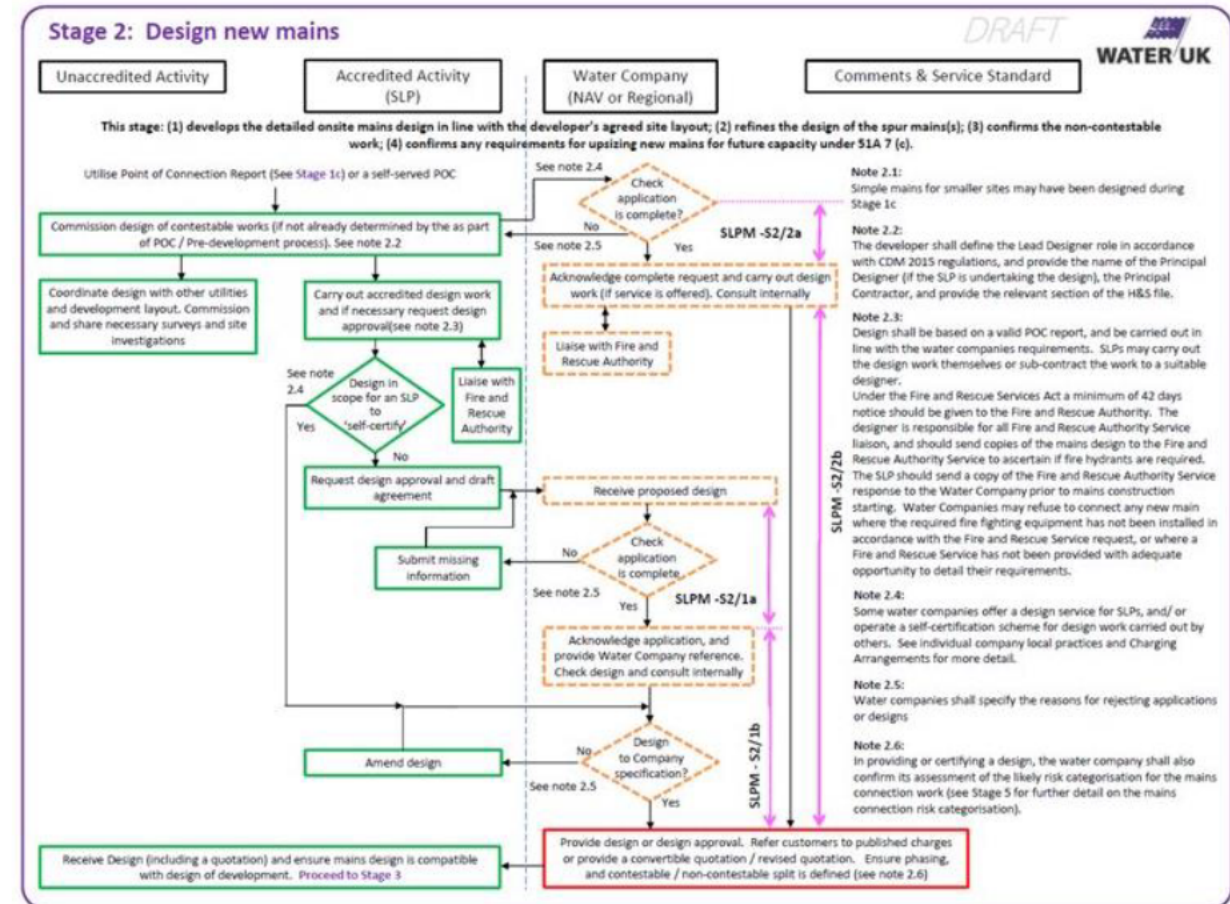 Stage 2: Design new mains
DRAFT
WATER UK
Unaccredited Activity
Accredited Activity
(SLP)
Water Company
(NAV or Regional)
Comments & Service Standard
This stage: (1) develops the detailed onsite mains design in line with the developer's agreed site layout; (2) refines the design of the spur mains(s); (3) confirms the non-contestable
work; (4) confirms any requirements for upsizing new mains for future capacity under 51A 7 (c).
Utilise Point of Connection Report (See Stage 1c) or a self-served POC
See note 2.4
Check
application
is complete?
Commission design of contestable works (if not already determined by the as part
of POC / Pre-development process). See note 2.2
No
See note 2.5
Yes
SLPM -S2/2a
Coordinate design with other utilities
and development layout. Commission
and share necessary surveys and site
investigations
Carry out accredited design work
and if necessary request design
approval(see note 2.3)
Acknowledge complete request and carry out design
work (if service is offered). Consult internally
Liaise with Fire and
Rescue Authority
See note
2.4
Yes
Design in
scope for an SLP
to
'self-certify'
No
Liaise with
Fire and
Rescue
Authority
SLPM -S2/2b
Request design approval and draft
agreement
Receive proposed design
Submit missing
information
No
See note 2.5
Check
application
is complete
Yes
SLPM -S2/1a
Acknowledge application, and
provide Water Company reference.
Check design and consult internally
Amend design
No
See note 2.5
Design
to Company
specification?
Yes
SLPM - S2/1b
Receive Design (including a quotation) and ensure mains design is compatible
with design of development. Proceed to Stage 3
Provide design or design approval. Refer customers to published charges
or provide a convertible quotation / revised quotation. Ensure phasing,
and contestable / non-contestable split is defined (see note 2.6)
Note 2.1:
Simple mains for smaller sites may have been designed during
Stage 1c
Note 2.2:
The developer shall define the Lead Designer role in accordance
with CDM 2015 regulations, and provide the name of the Principal
Designer (if the SLP is undertaking the design), the Principal
Contractor, and provide the relevant section of the H&S file.
Note 2.3:
Design shall be based on a valid POC report, and be carried out in
line with the water companies requirements. SLPs may carry out
the design work themselves or sub-contract the work to a suitable
designer.
Under the Fire and Rescue Services Act a minimum of 42 days
notice should be given to the Fire and Rescue Authority. The
designer is responsible for all Fire and Rescue Authority Service
liaison, and should send copies of the mains design to the Fire and
Rescue Authority Service to ascertain if fire hydrants are required.
The SLP should send a copy of the Fire and Rescue Authority Service
response to the Water Company prior to mains construction
starting. Water Companies may refuse to connect any new main
where the required fire fighting equipment has not been installed in
accordance with the Fire and Rescue Service request, or where a
Fire and Rescue Service has not been provided with adequate
opportunity to detail their requirements.
Note 2.4:
Some water companies offer a design service for SLPs, and/ or
operate a self-certification scheme for design work carried out by
others. See individual company local practices and Charging
Arrangements for more detail.
Note 2.5:
Water companies shall specify the reasons for rejecting applications
or designs
Note 2.6:
In providing or certifying a design, the water company shall also
confirm its assessment of the likely risk categorisation for the mains
connection work (see Stage 5 for further detail on the mains
connection risk categorisation).